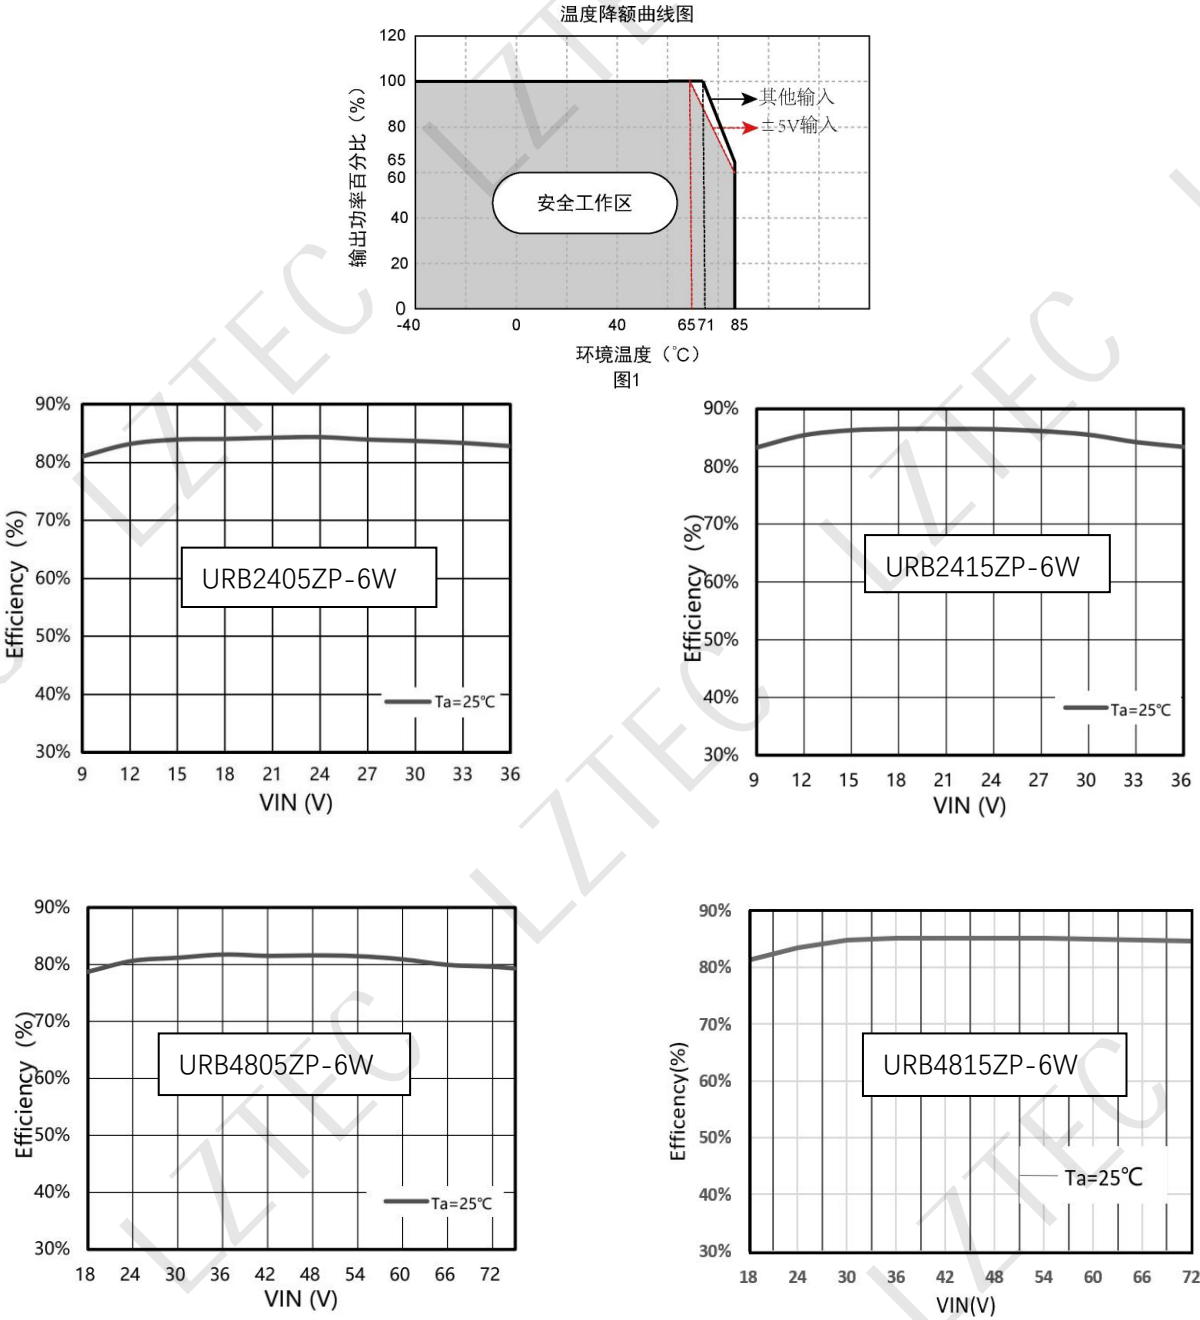 温度降额曲线图
120
100
80
65
60
40
20
0
输出功率百分比（%）
其他输入
±5V输入
安全工作区
-40 0 40 65 71 85
环境温度（℃）
图1
90%
80%
70%
60%
50%
40%
30%
Efficiency (%)
URB2405ZP-6W
Ta=25℃
9 12 15 18 21 24 27 30 33 36
VIN (V)
90%
80%
70%
60%
50%
40%
30%
Efficiency (%)
URB2415ZP-6W
Ta=25℃
9 12 15 18 21 24 27 30 33 36
VIN (V)
90%
80%
70%
60%
50%
40%
30%
Efficiency (%)
URB4805ZP-6W
Ta=25℃
18 24 30 36 42 48 54 60 66 72
VIN (V)
90%
80%
70%
60%
50%
40%
30%
Efficency(%)
URB4815ZP-6W
Ta=25℃
18 24 30 36 42 48 54 60 66 72
VIN(V)
LZTEC
LZTEC
LZTEC
LZTEC
LZTEC
LZTEC